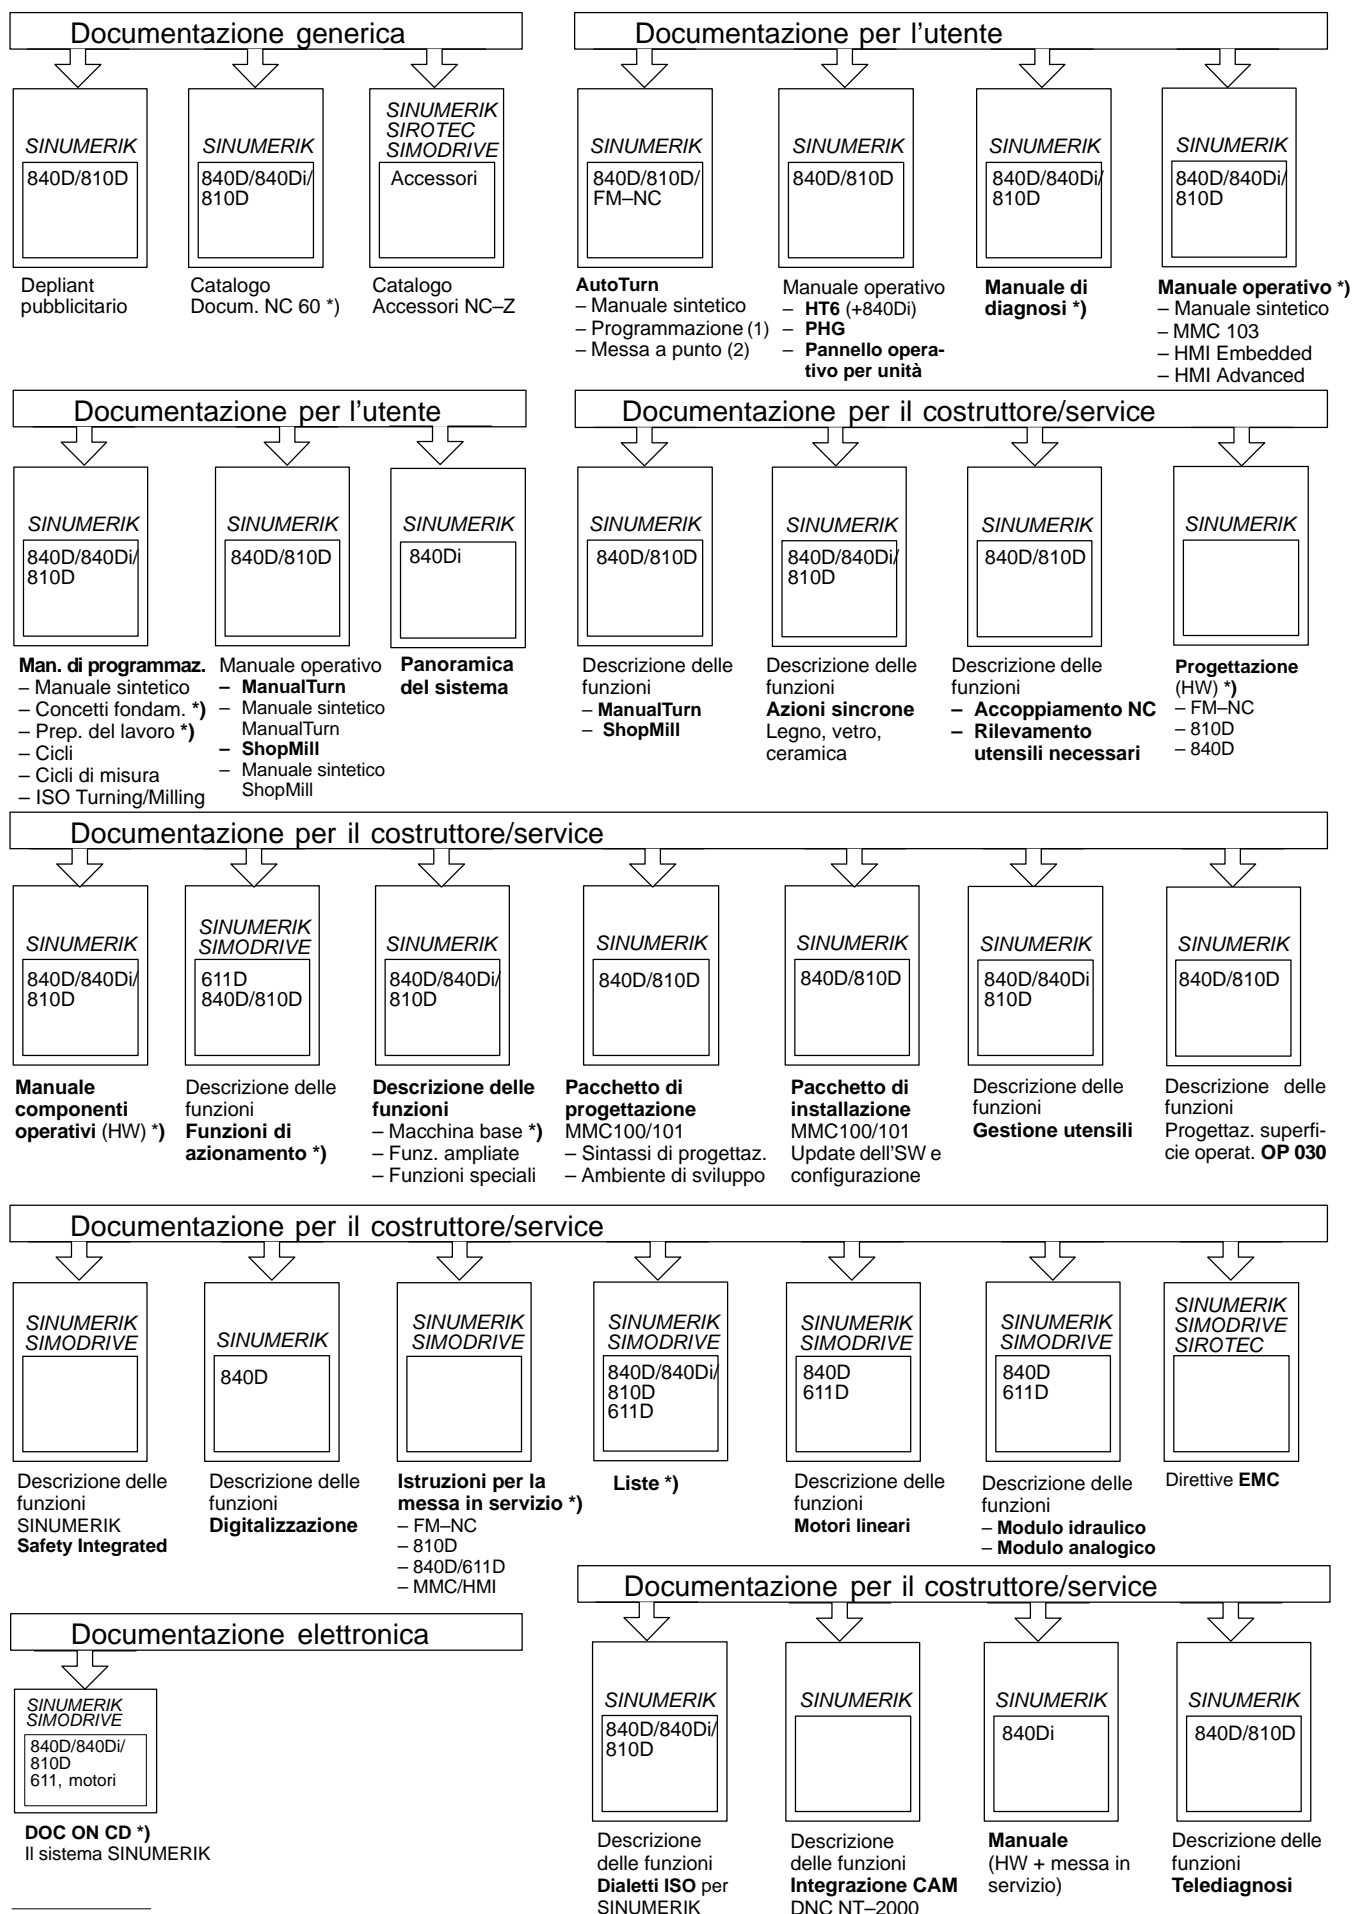 Documentazione generica
SINUMERIK
840D/810D
Depliant
pubblicitario
SINUMERIK
840D/840Di/
810D
Catalogo
Docum. NC 60 *)
SINUMERIK
SIROTEC
SIMODRIVE
Accessori
Catalogo
Accessori NC–Z
Documentazione per l'utente
SINUMERIK
840D/810D/
FM–NC
AutoTurn
– Manuale sintetico
– Programmazione (1)
– Messa a punto (2)
SINUMERIK
840D/810D
Manuale operativo
– HT6 (+840Di)
– PHG
– Pannello opera-
tivo per unità
SINUMERIK
840D/840Di/
810D
Manuale di
diagnosi *)
SINUMERIK
840D/840Di/
810D
Manuale operativo *)
– Manuale sintetico
– MMC 103
– HMI Embedded
– HMI Advanced
Documentazione per l'utente
SINUMERIK
840D/840Di/
810D
Man. di programmaz.
– Manuale sintetico
– Concetti fondam. *)
– Prep. del lavoro *)
– Cicli
– Cicli di misura
– ISO Turning/Milling
SINUMERIK
840D/810D
Manuale operativo
– ManualTurn
– Manuale sintetico
ManualTurn
– ShopMill
– Manuale sintetico
ShopMill
SINUMERIK
840Di
Panoramica
del sistema
Documentazione per il costruttore/service
SINUMERIK
840D/810D
Descrizione delle
funzioni
– ManualTurn
– ShopMill
SINUMERIK
840D/840Di/
810D
Descrizione delle
funzioni
Azioni sincrone
Legno, vetro,
ceramica
SINUMERIK
840D/810D
Descrizione delle
funzioni
– Accoppiamento NC
– Rilevamento
utensili necessari
SINUMERIK
Progettazione
(HW) *)
– FM–NC
– 810D
– 840D
Documentazione per il costruttore/service
SINUMERIK
840D/840Di/
810D
Manuale
componenti
operativi (HW) *)
SINUMERIK
SIMODRIVE
611D
840D/810D
Descrizione delle
funzioni
Funzioni di
azionamento *)
SINUMERIK
840D/840Di/
810D
Descrizione delle
funzioni
– Macchina base *)
– Funz. ampliate
– Funzioni speciali
SINUMERIK
840D/810D
Pacchetto di
progettazione
MMC100/101
– Sintassi di progettaz.
– Ambiente di sviluppo
SINUMERIK
840D/810D
Pacchetto di
installazione
MMC100/101
Update dell'SW e
configurazione
SINUMERIK
840D/840Di
810D
Descrizione delle
funzioni
Gestione utensili
SINUMERIK
840D/810D
Descrizione delle
funzioni
Progettaz. superfi-
cie operat. OP 030
Documentazione per il costruttore/service
SINUMERIK
SIMODRIVE
Descrizione delle
funzioni
SINUMERIK
Safety Integrated
SINUMERIK
840D
Descrizione delle
funzioni
Digitalizzazione
SINUMERIK
SIMODRIVE
Istruzioni per la
messa in servizio *)
– FM–NC
– 810D
– 840D/611D
– MMC/HMI
SINUMERIK
SIMODRIVE
840D/840Di/
810D
611D
Liste *)
SINUMERIK
SIMODRIVE
840D
611D
Descrizione delle
funzioni
Motori lineari
SINUMERIK
SIMODRIVE
840D
611D
Descrizione delle
funzioni
– Modulo idraulico
– Modulo analogico
SINUMERIK
SIMODRIVE
SIROTEC
Direttive EMC
Documentazione elettronica
SINUMERIK
SIMODRIVE
840D/840Di/
810D
611, motori
DOC ON CD *)
Il sistema SINUMERIK
Documentazione per il costruttore/service
SINUMERIK
840D/840Di/
810D
Descrizione
delle funzioni
Dialetti ISO per
SINUMERIK
SINUMERIK
Descrizione
delle funzioni
Integrazione CAM
DNC NT–2000
SINUMERIK
840Di
Manuale
(HW + messa in
servizio)
SINUMERIK
840D/810D
Descrizione delle
funzioni
Telediagnosi